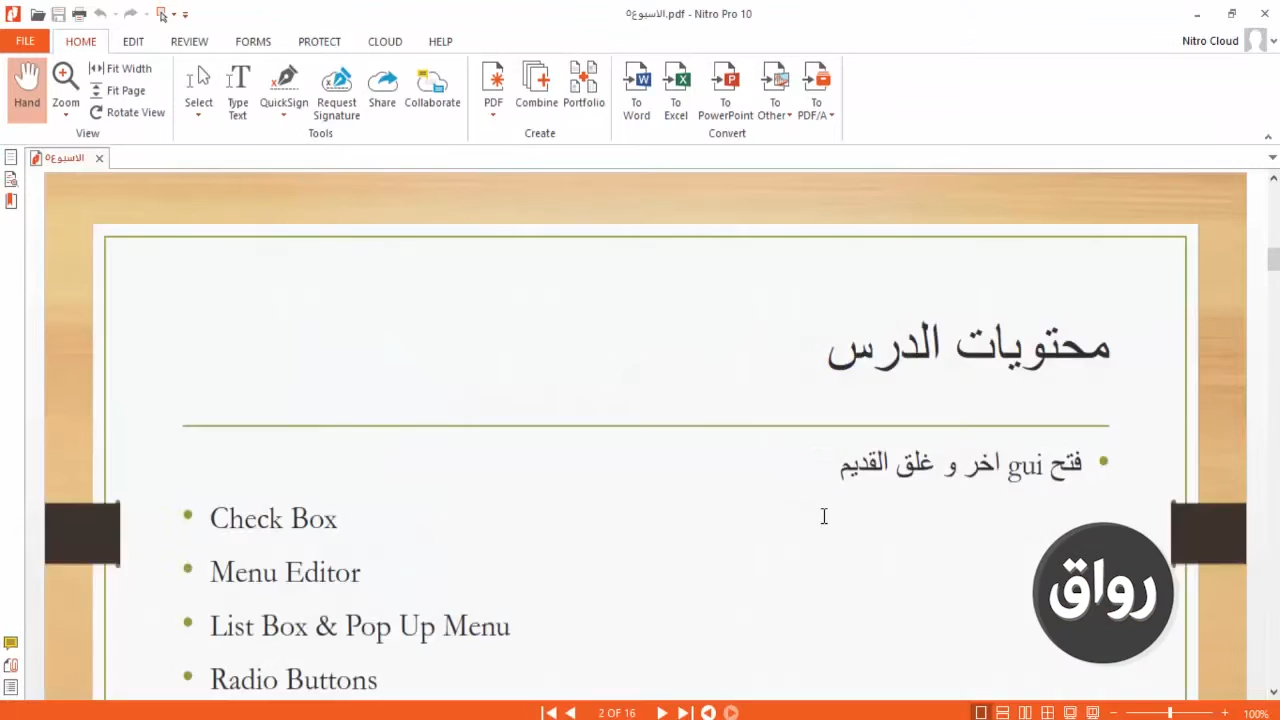 الاسبوع٥.pdf - Nitro Pro 10
FILE
HOME
EDIT
REVIEW
FORMS
PROTECT
CLOUD
HELP
Nitro Cloud
Hand
Zoom
Fit Width
Fit Page
Rotate View
View
Select
Type Text
QuickSign
Request Signature
Share
Collaborate
Tools
PDF
Combine
Portfolio
Create
To Word
To Excel
To PowerPoint
To Other
To PDF/A
Convert
الاسبوع٥
محتويات الدرس
• فتح gui اخر و غلق القديم
• Check Box
• Menu Editor
• List Box & Pop Up Menu
• Radio Buttons
رواق
2 OF 16
100%